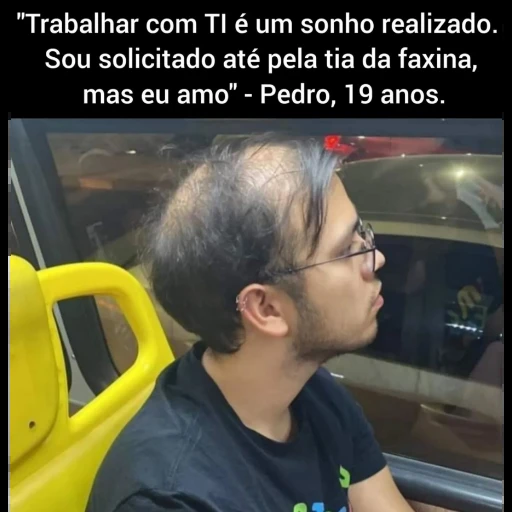 "Trabalhar com TI é um sonho realizado.
Sou solicitado até pela tia da faxina,
mas eu amo" - Pedro, 19 anos.